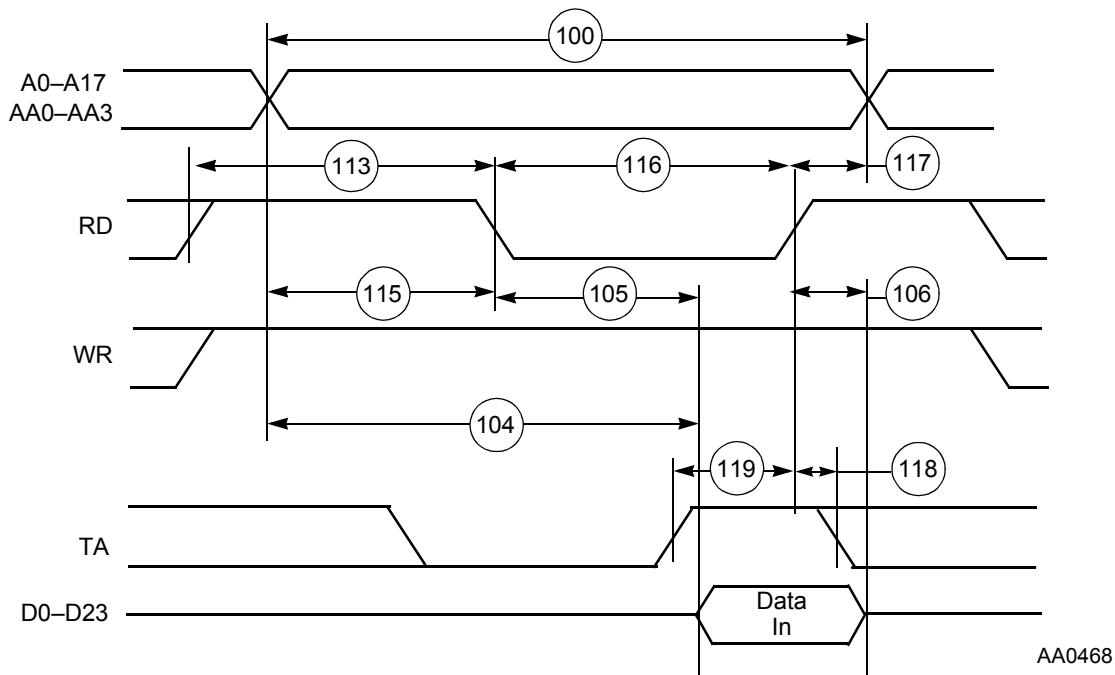 100
A0–A17
AA0–AA3
113
116
117
RD
115
105
106
WR
104
119
118
TA
D0–D23
Data
In
AA0468